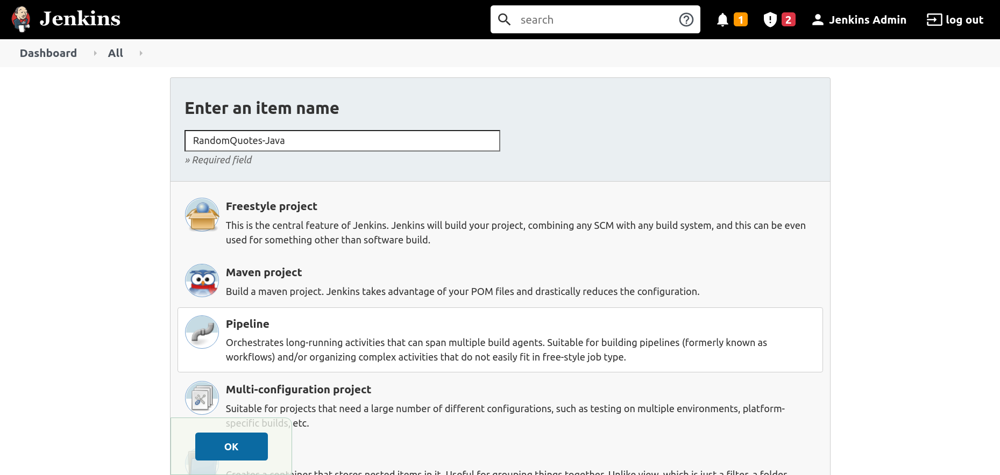 Jenkins
search
1
2
Jenkins Admin
log out
Dashboard
All
Enter an item name
RandomQuotes-Java
» Required field
Freestyle project
This is the central feature of Jenkins. Jenkins will build your project, combining any SCM with any build system, and this can be even
used for something other than software build.
Maven project
Build a maven project. Jenkins takes advantage of your POM files and drastically reduces the configuration.
Pipeline
Orchestrates long-running activities that can span multiple build agents. Suitable for building pipelines (formerly known as
workflows) and/or organizing complex activities that do not easily fit in free-style job type.
Multi-configuration project
Suitable for projects that need a large number of different configurations, such as testing on multiple environments, platform-
specific builds, etc.
OK
Creates a container that stores nested items in it. Useful for grouping things together. Unlike view, which is just a filter, a folder